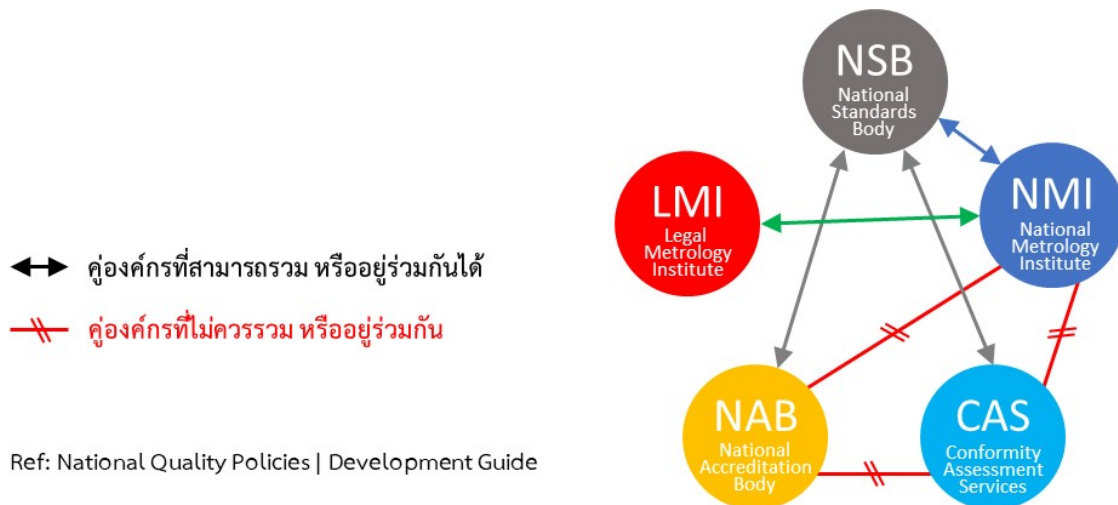 NSB
National
Standards
Body
LMI
Legal
Metrology
Institute
NMI
National
Metrology
Institute
คู่องค์กรที่สามารถรวม หรืออยู่ร่วมกันได้
คู่องค์กรที่ไม่ควรรวม หรืออยู่ร่วมกัน
NAB
National
Accreditation
Body
CAS
Conformity
Assessment
Services
Ref: National Quality Policies | Development Guide